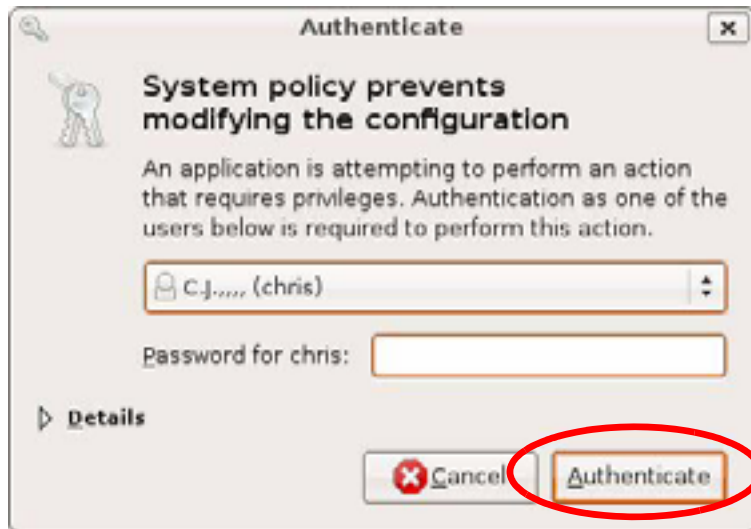 Authenticate
System policy prevents
modifying the configuration
An application is attempting to perform an action
that requires privileges. Authentication as one of the
users below is required to perform this action.
C.J.,,,, (chris)
Password for chris:
Details
Cancel Authenticate